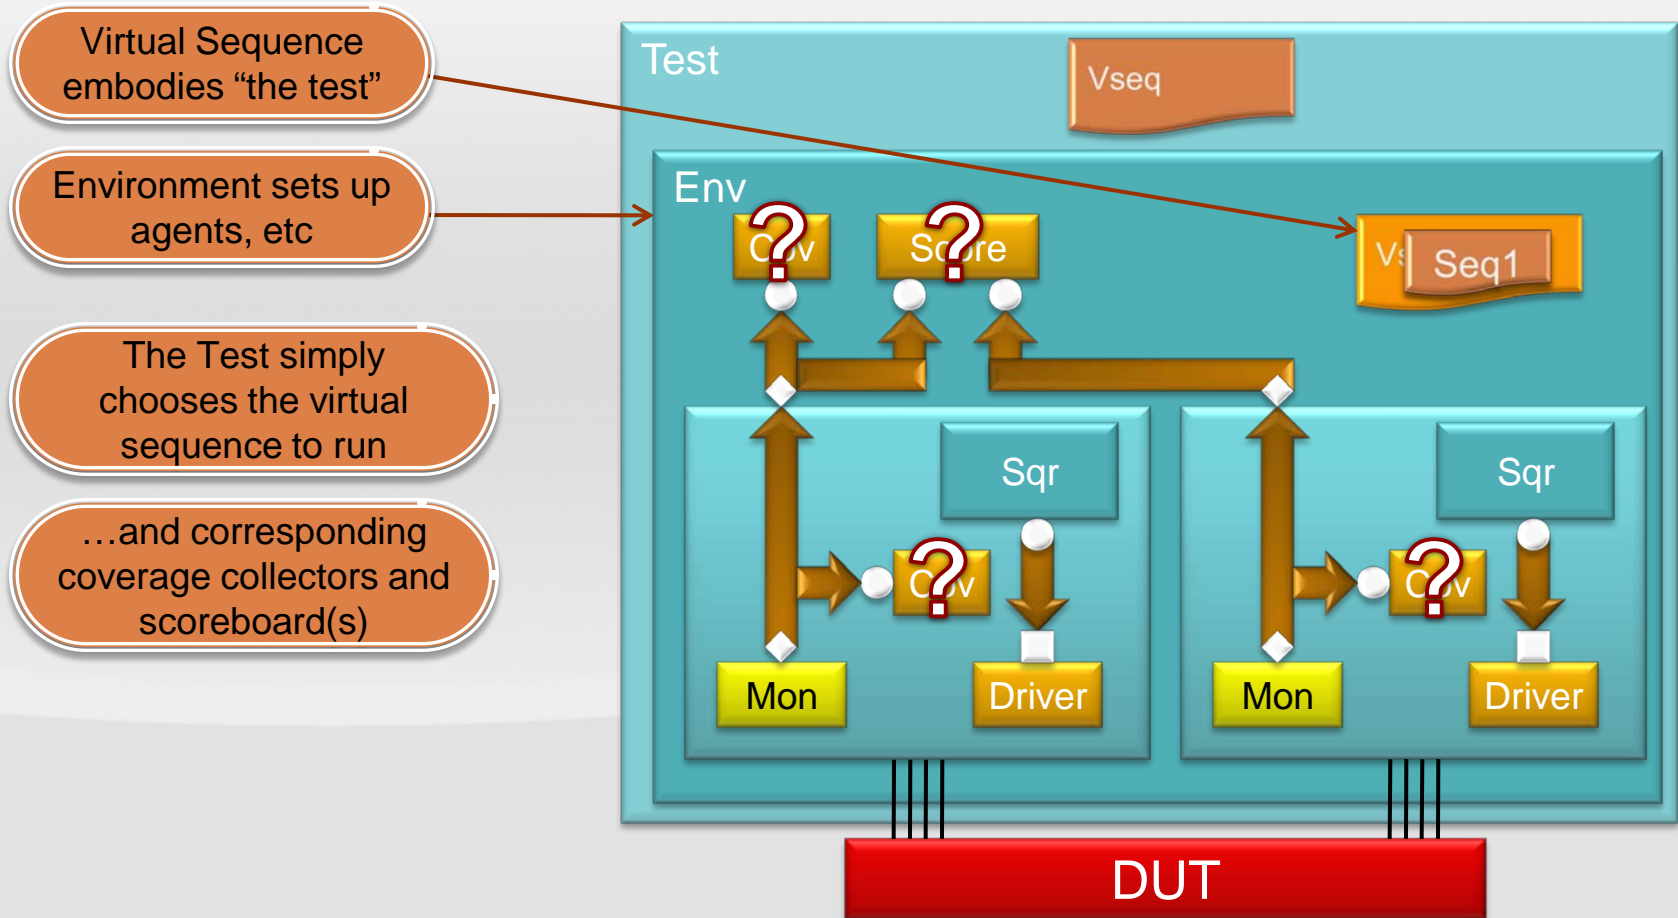 Virtual Sequence
embodies “the test”
Environment sets up
agents, etc
The Test simply
chooses the virtual
sequence to run
…and corresponding
coverage collectors and
scoreboard(s)
Test
Vseq
Env
?
?
Seq1
Sqr
?
Mon
Driver
Sqr
?
Mon
Driver
DUT